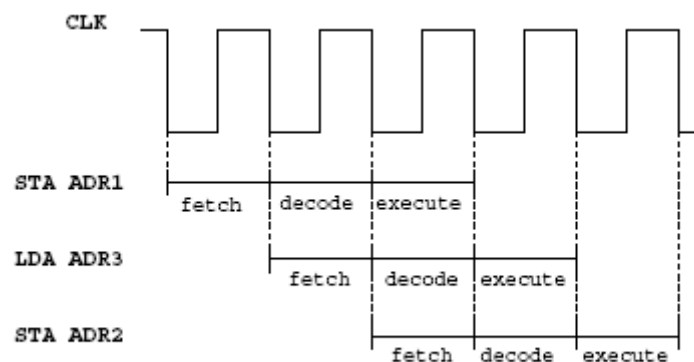 CLK
STA ADR1
fetch decode execute
LDA ADR3
fetch decode execute
STA ADR2
fetch decode execute